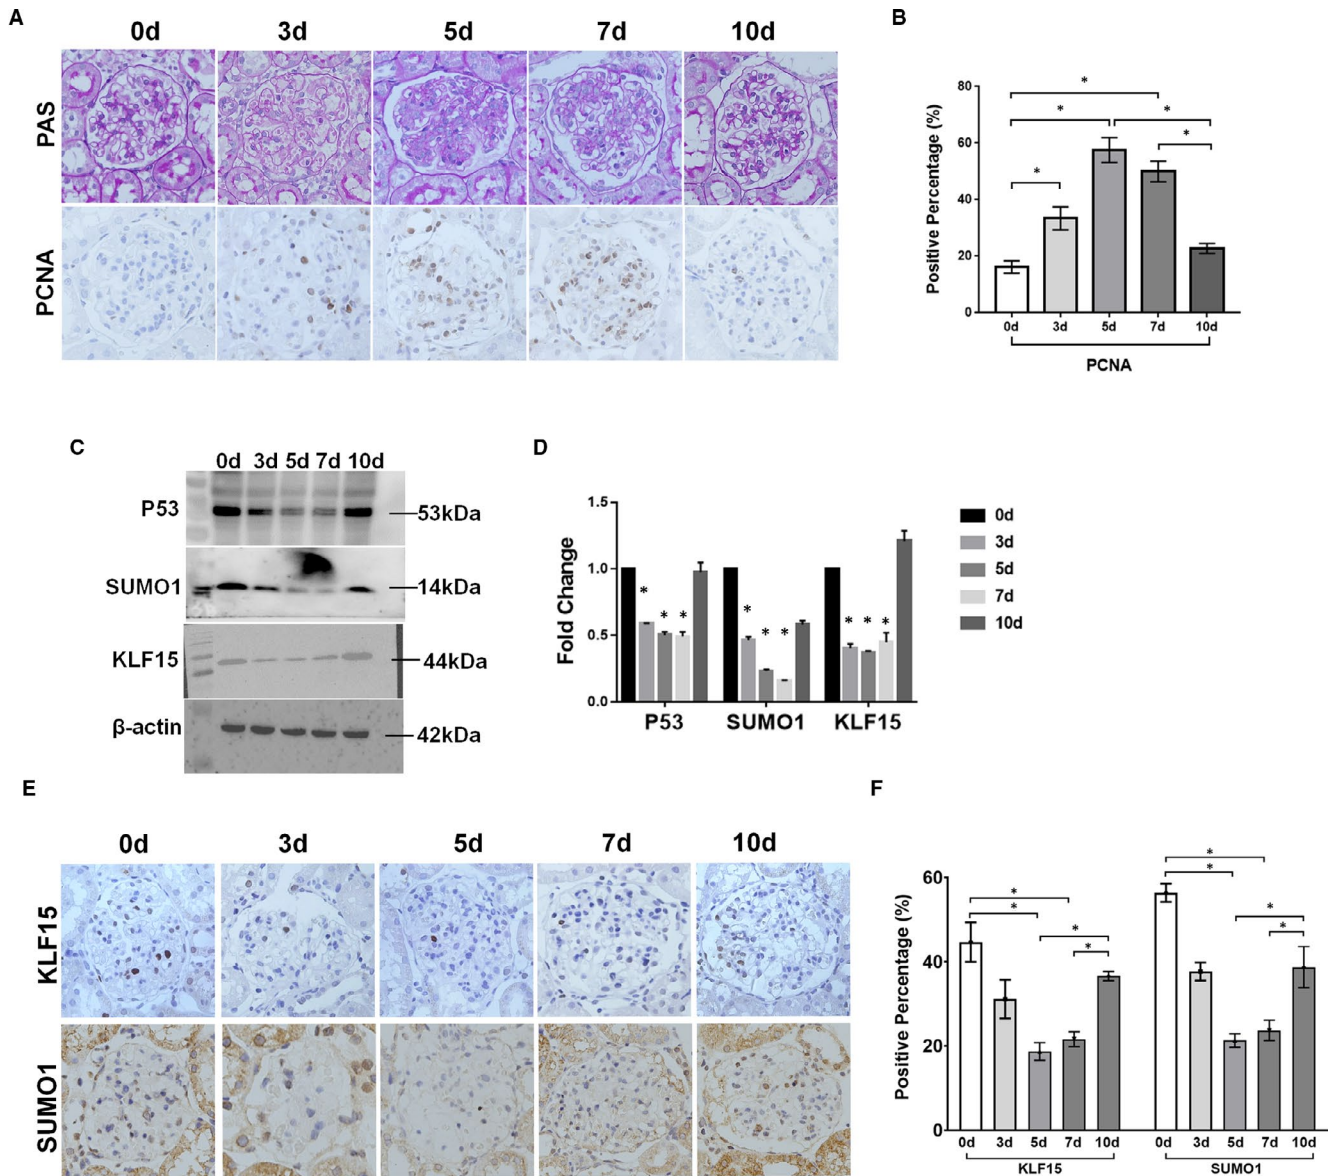 A
0d 3d 5d 7d 10d
PAS
PCNA
B
Positive Percentage (%)
80
60
40
20
0
* * * * *
0d 3d 5d 7d 10d
PCNA
C
0d 3d 5d 7d 10d
P53 53kDa
SUMO1 14kDa
KLF15 44kDa
β-actin 42kDa
D
Fold Change
1.5
1.0
0.5
0.0
* * * * * * * * *
P53 SUMO1 KLF15
0d
3d
5d
7d
10d
E
0d 3d 5d 7d 10d
KLF15
SUMO1
F
Positive Percentage (%)
60
40
20
0
* * * * * * * *
0d 3d 5d 7d 10d 0d 3d 5d 7d 10d
KLF15 SUMO1